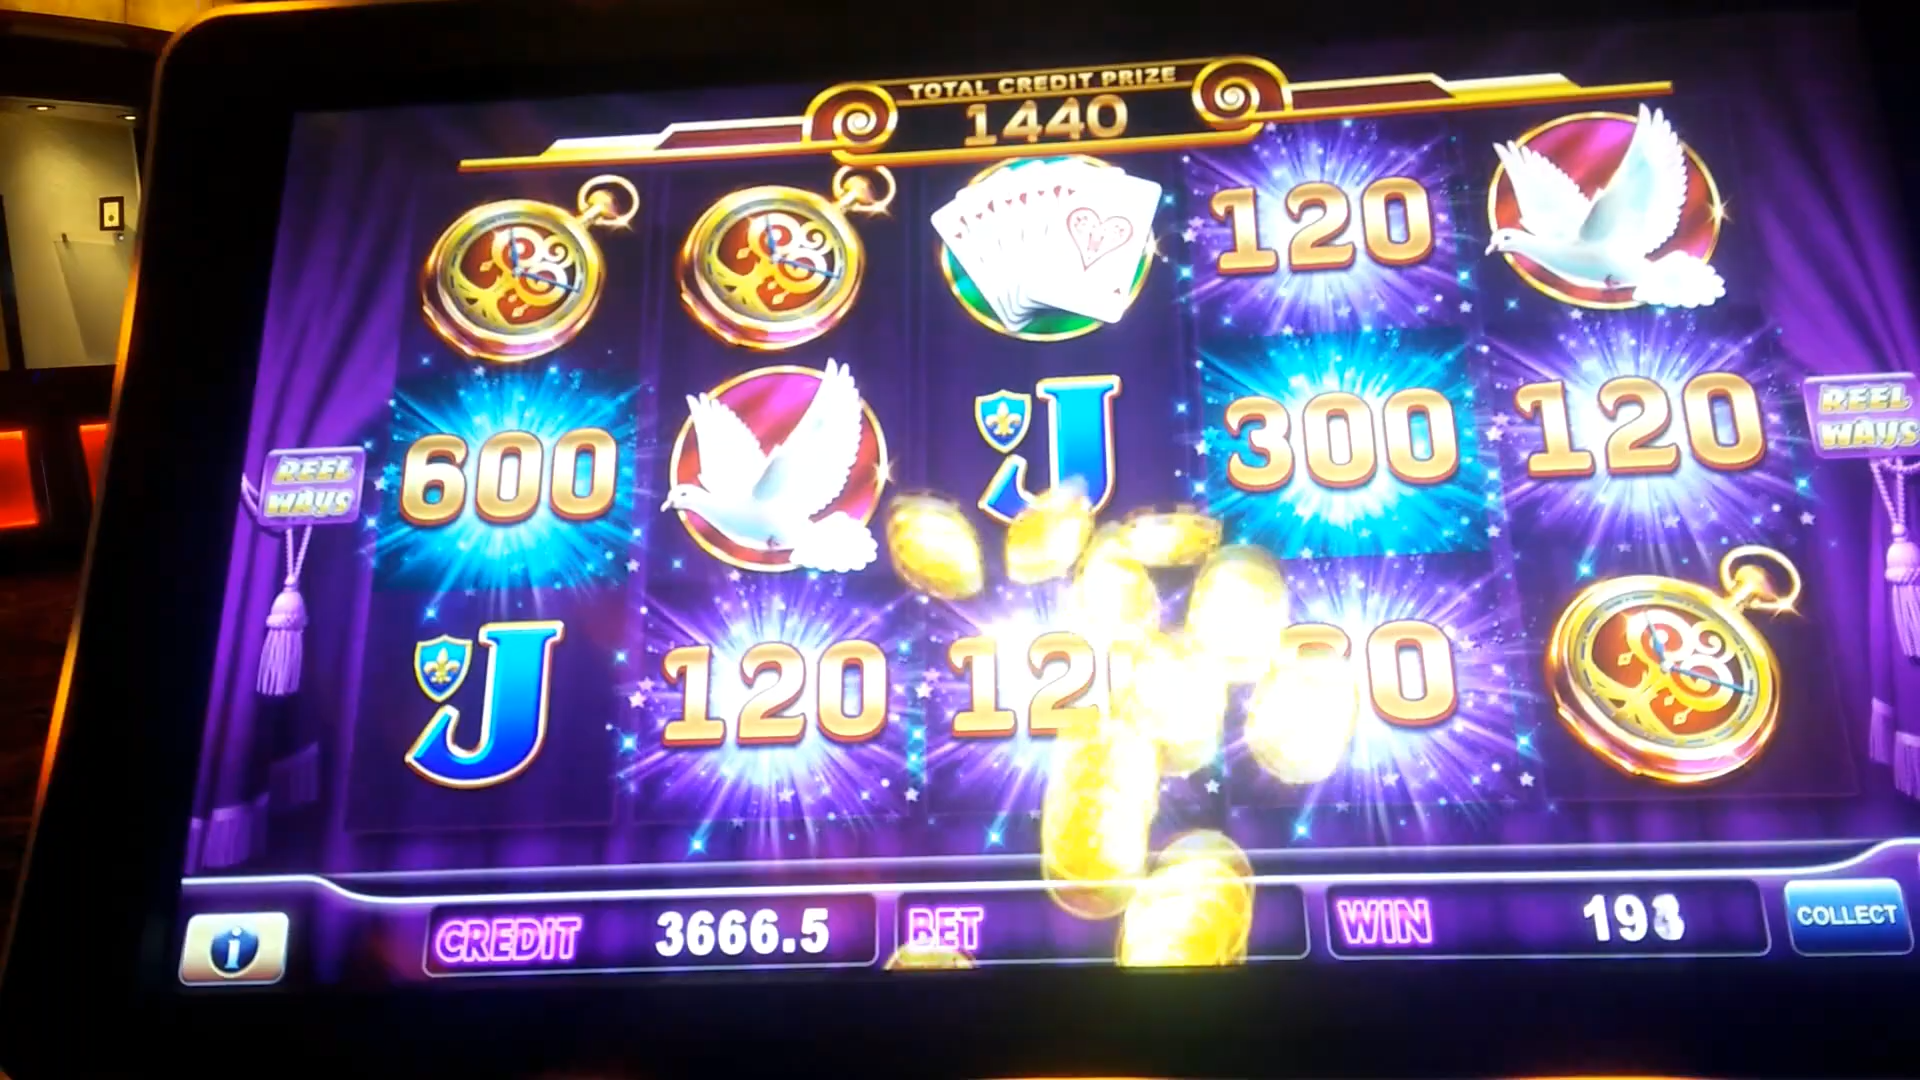 TOTAL CREDIT PRIZE
1440
120
600
300
120
REEL WAYS
J
REEL WAYS
J
120
CREDIT 3666.5
BET
WIN
COLLECT